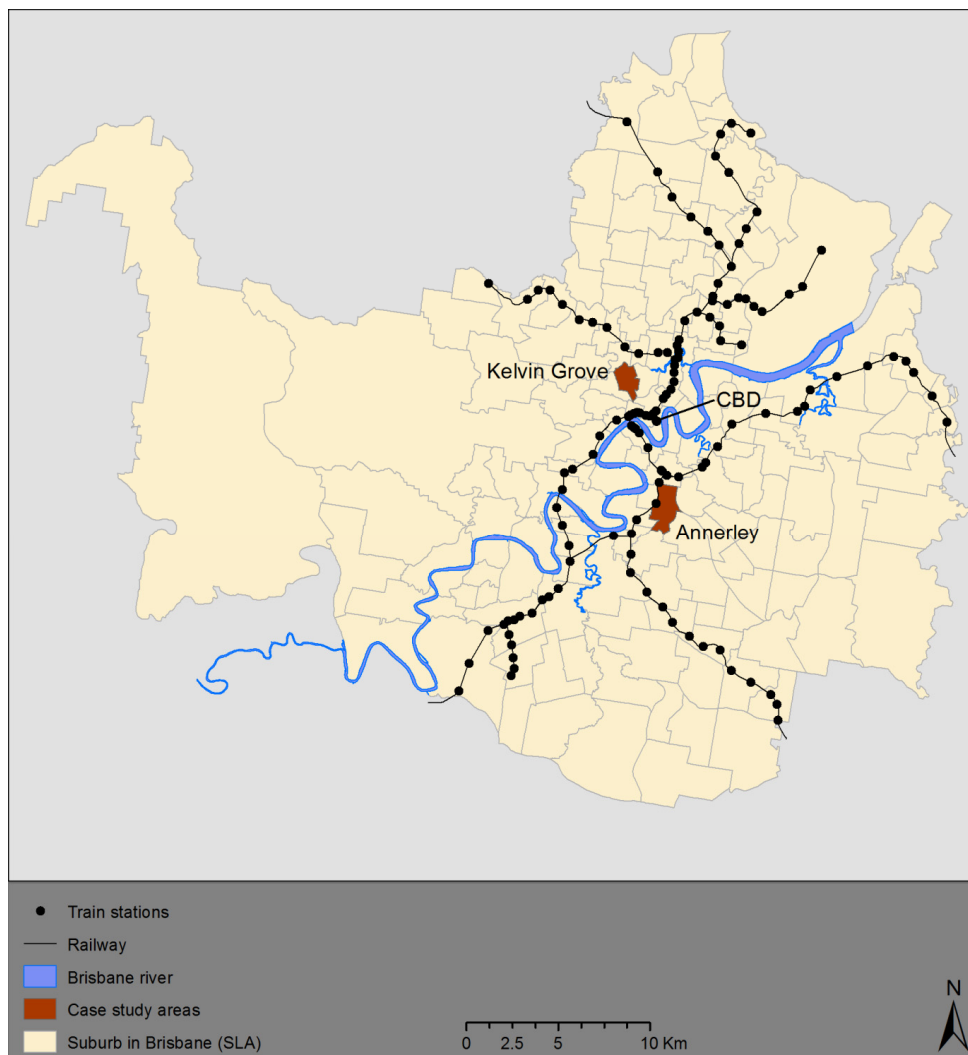 Kelvin Grove
CBD
Annerley
Train stations
Railway
Brisbane river
Case study areas
Suburb in Brisbane (SLA)
0 2.5 5 10 Km
N